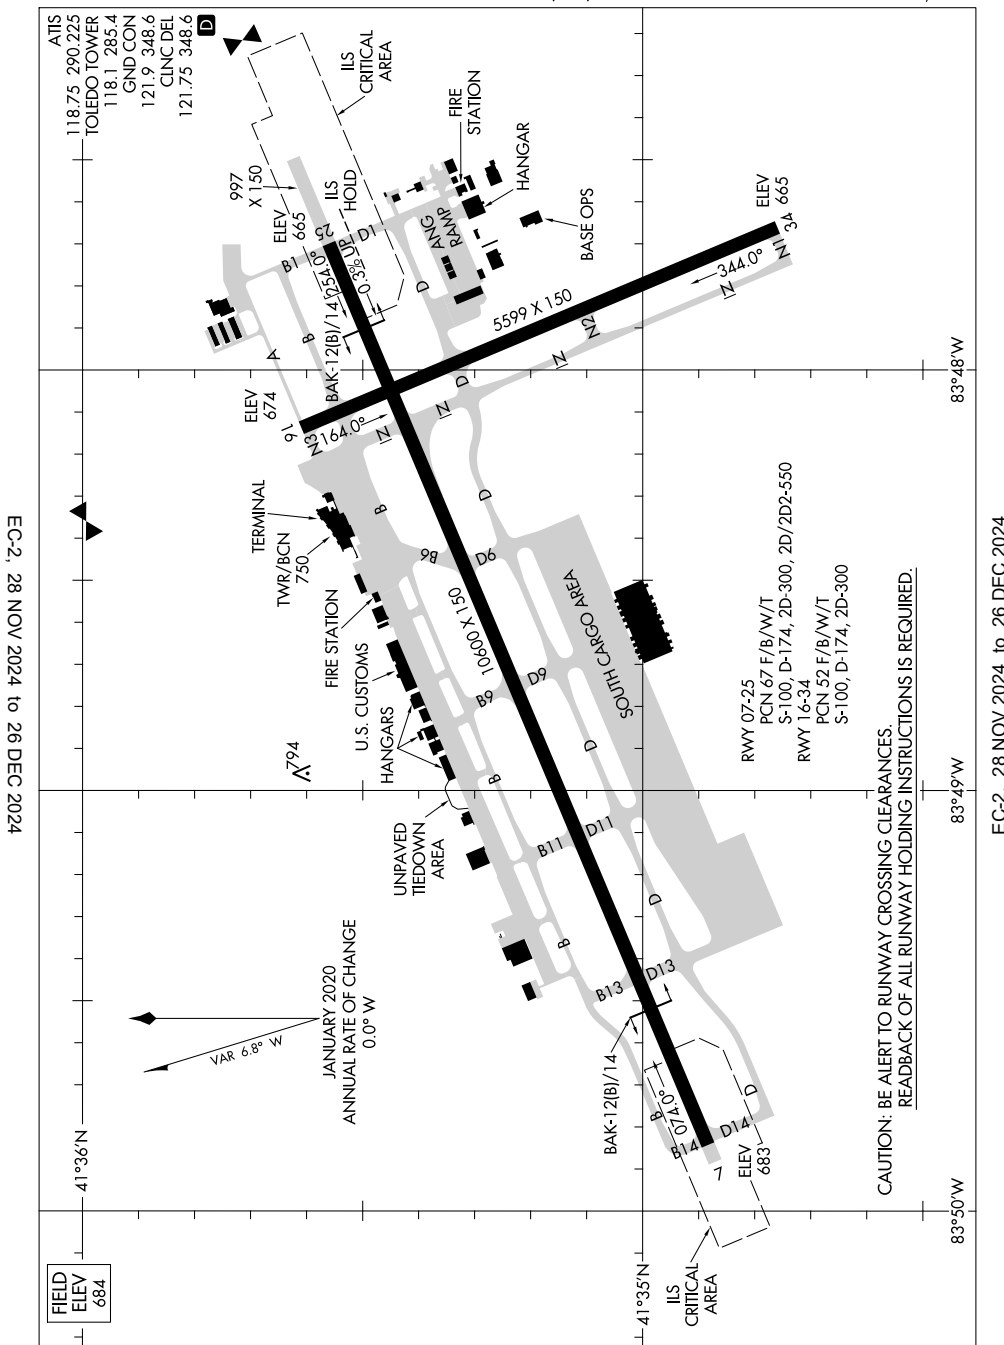 ATIS
118.75 290.225
TOLEDO TOWER
118.1 285.4
GND CON
121.9 348.6
CLNC DEL
121.75 348.6
D
ILS
CRITICAL
AREA
FIRE
STATION
HANGAR
997
X 150
ILS
HOLD
ELEV
665
25
D1
B1
ANG
RAMP
BASE OPS
ELEV
665
34
N1
344.0°
N1
254.0°
0.3% UP
BAK-12(B)/14
D
B
A
5599 X 150
N2
N1
83°48'W
ELEV
674
16
N3
164.0°
N1
N1
D
TERMINAL
TWR/BCN
750
B
D
B6
D6
FIRE STATION
U.S. CUSTOMS
HANGARS
794
10600 X 150
B9
D9
SOUTH CARGO AREA
RWY 07-25
PCN 67 F/B/W/T
S-100, D-174, 2D-300, 2D/2D2-550
RWY 16-34
PCN 52 F/B/W/T
S-100, D-174, 2D-300
B
D
83°49'W
UNPAVED
TIEDOWN
AREA
B11
D11
D
B
B13
D13
JANUARY 2020
ANNUAL RATE OF CHANGE
0.0° W
VAR 6.8° W
BAK-12(B)/14
074.0°
B
D
B14
D14
7
ELEV
683
CAUTION: BE ALERT TO RUNWAY CROSSING CLEARANCES.
READBACK OF ALL RUNWAY HOLDING INSTRUCTIONS IS REQUIRED.
41°36'N
83°50'W
41°35'N
ILS
CRITICAL
AREA
FIELD
ELEV
684
EC-2, 28 NOV 2024 to 26 DEC 2024
EC-2, 28 NOV 2024 to 26 DEC 2024